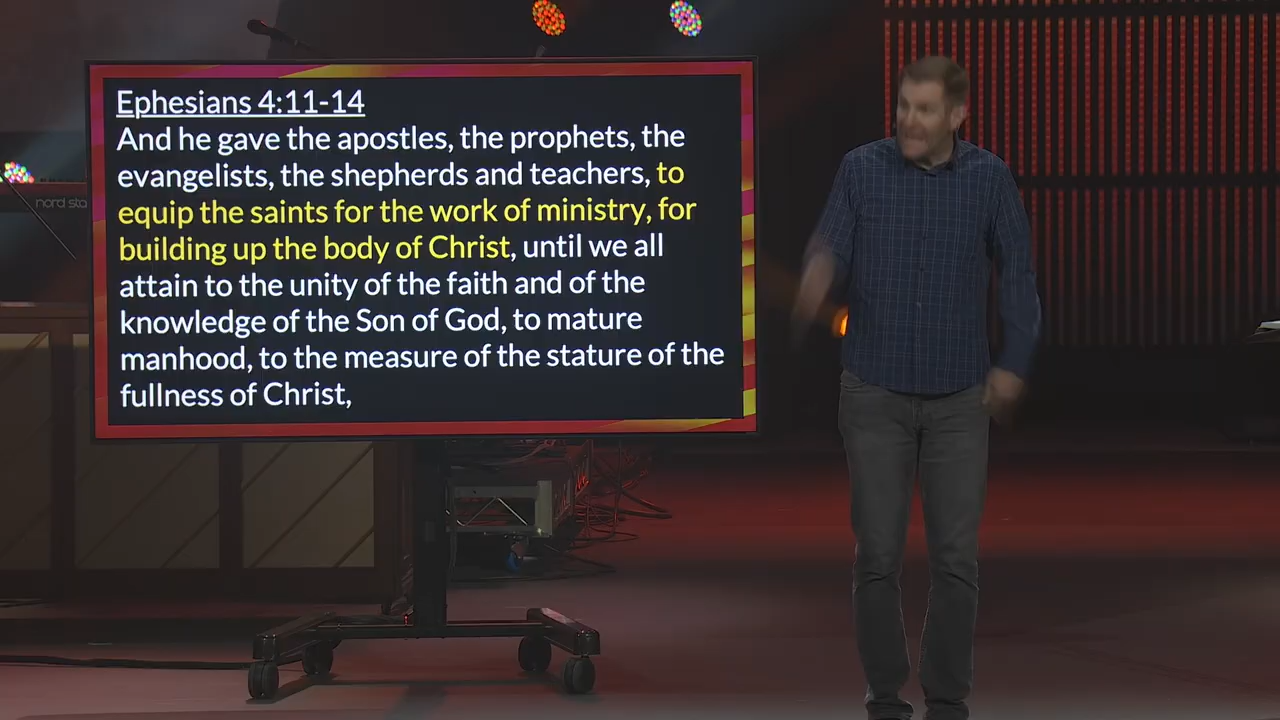 Ephesians 4:11-14
And he gave the apostles, the prophets, the
evangelists, the shepherds and teachers, to
equip the saints for the work of ministry, for
building up the body of Christ, until we all
attain to the unity of the faith and of the
knowledge of the Son of God, to mature
manhood, to the measure of the stature of the
fullness of Christ,
nord sta